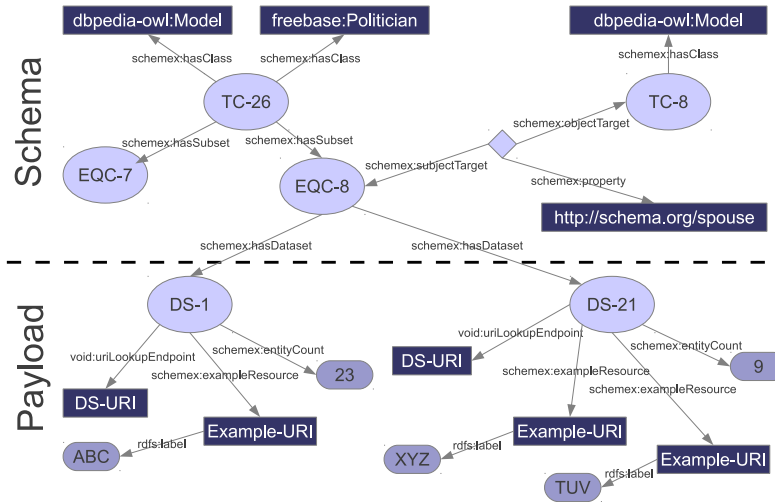 dbpedia-owl:Model
freebase:Politician
dbpedia-owl:Model
schemex:hasClass
schemex:hasClass
schemex:hasClass
Schema
TC-26
TC-8
schemex:objectTarget
schemex:hasSubset
schemex:hasSubset
schemex:subjectTarget
EQC-7
EQC-8
schemex:property
http://schema.org/spouse
schemex:hasDataset
schemex:hasDataset
Payload
DS-1
DS-21
void:uriLookupEndpoint
schemex:entityCount
void:uriLookupEndpoint
schemex:entityCount
schemex:exampleResource
23
DS-URI
schemex:exampleResource
9
schemex:exampleResource
DS-URI
Example-URI
Example-URI
rdfs:label
ABC
rdfs:label
XYZ
Example-URI
rdfs:label
TUV